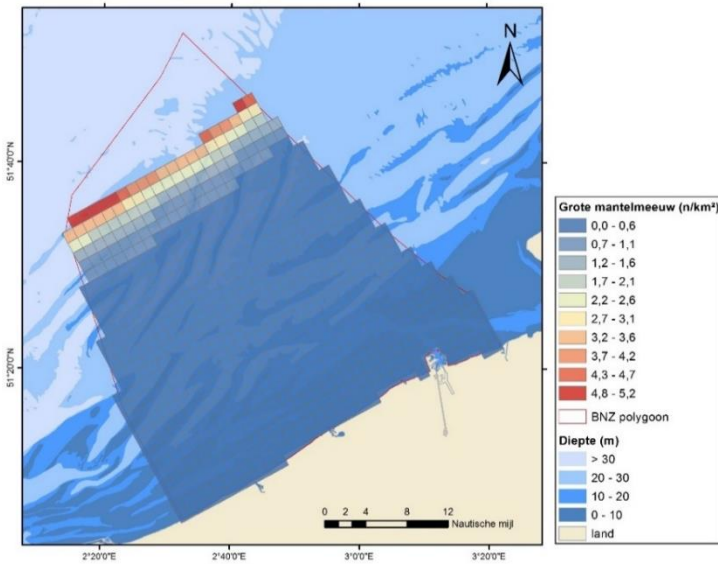 N
51°40'0"N
51°20'0"N
2°20'0"E
2°40'0"E
3°0'0"E
3°20'0"E
0 2 4 8 12
Nautische mijl
Grote mantelmeeuw (n/km²)
0,0 - 0,6
0,7 - 1,1
1,2 - 1,6
1,7 - 2,1
2,2 - 2,6
2,7 - 3,1
3,2 - 3,6
3,7 - 4,2
4,3 - 4,7
4,8 - 5,2
BNZ polygoon
Diepte (m)
> 30
20 - 30
10 - 20
0 - 10
land